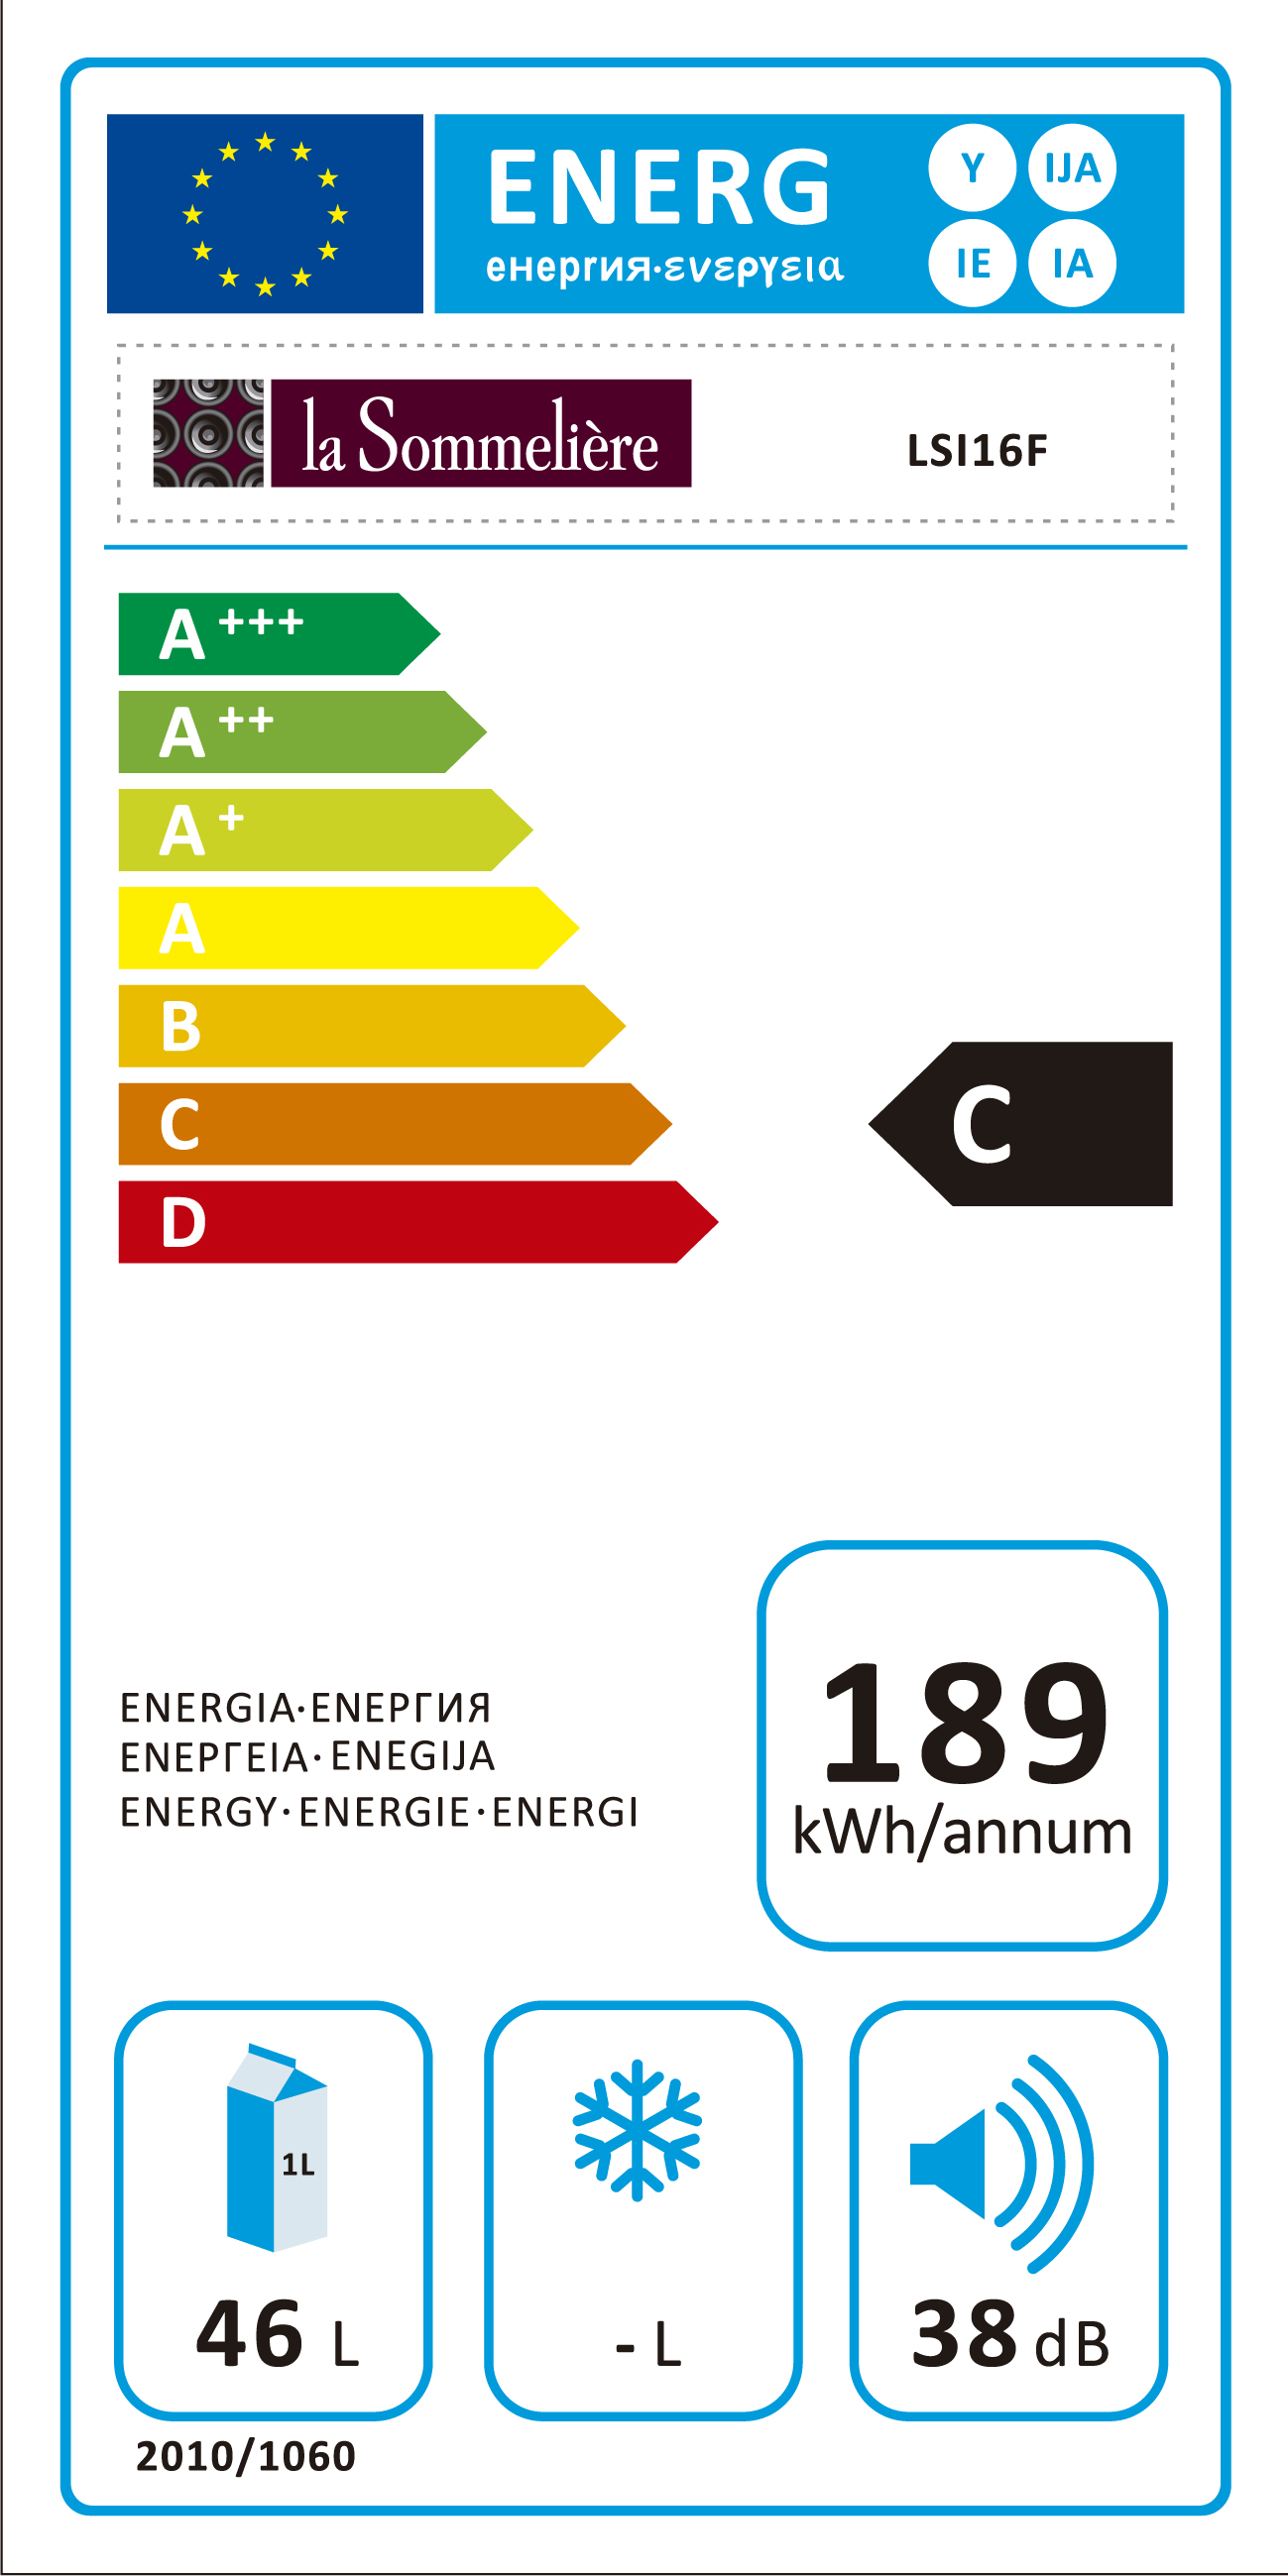 ENERG
енергия·ενεργεια
Y IJA
IE IA
la Sommelière
LSI16F
A+++
A++
A+
A
B
C
D
C
189
kWh/annum
ENERGIA·ЕНЕРГИЯ
ΕΝΕΡΓΕΙΑ·ENEGIJA
ENERGY·ENERGIE·ENERGI
1L
46 L
- L
38 dB
2010/1060